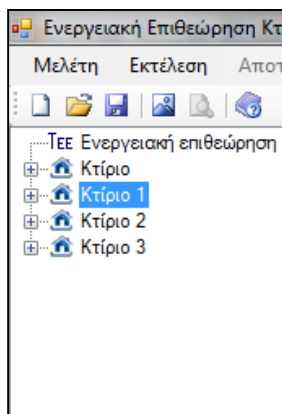 Ενεργειακή Επιθεώρηση Κτ
Μελέτη Εκτέλεση Αποτ
ΤΕΕ Ενεργειακή επιθεώρηση
Κτίριο
Κτίριο 1
Κτίριο 2
Κτίριο 3